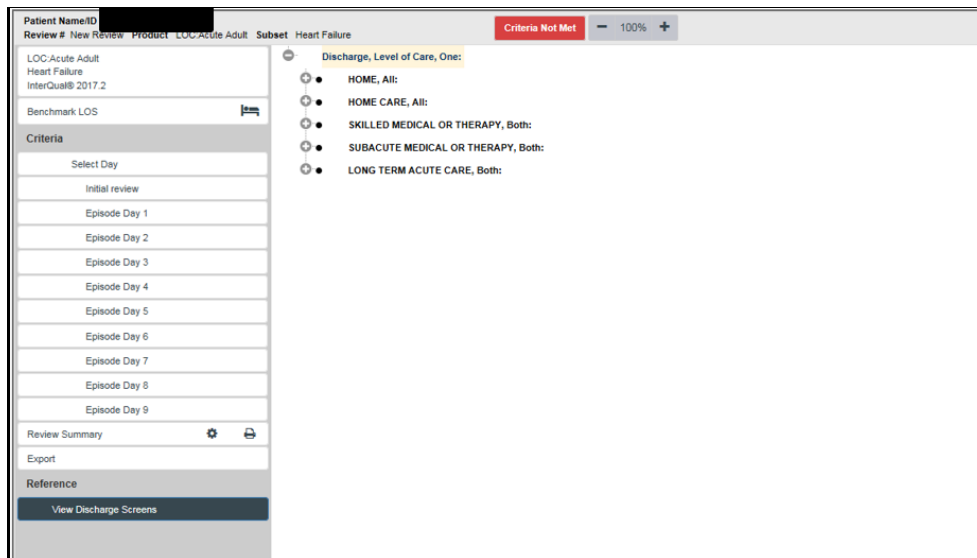 Patient Name/ID
Review # New Review Product LOC:Acute Adult Subset Heart Failure
Criteria Not Met
100%
LOC:Acute Adult
Heart Failure
InterQual® 2017.2
Benchmark LOS
Criteria
Select Day
Initial review
Episode Day 1
Episode Day 2
Episode Day 3
Episode Day 4
Episode Day 5
Episode Day 6
Episode Day 7
Episode Day 8
Episode Day 9
Review Summary
Export
Reference
View Discharge Screens
Discharge, Level of Care, One:
HOME, All:
HOME CARE, All:
SKILLED MEDICAL OR THERAPY, Both:
SUBACUTE MEDICAL OR THERAPY, Both:
LONG TERM ACUTE CARE, Both: